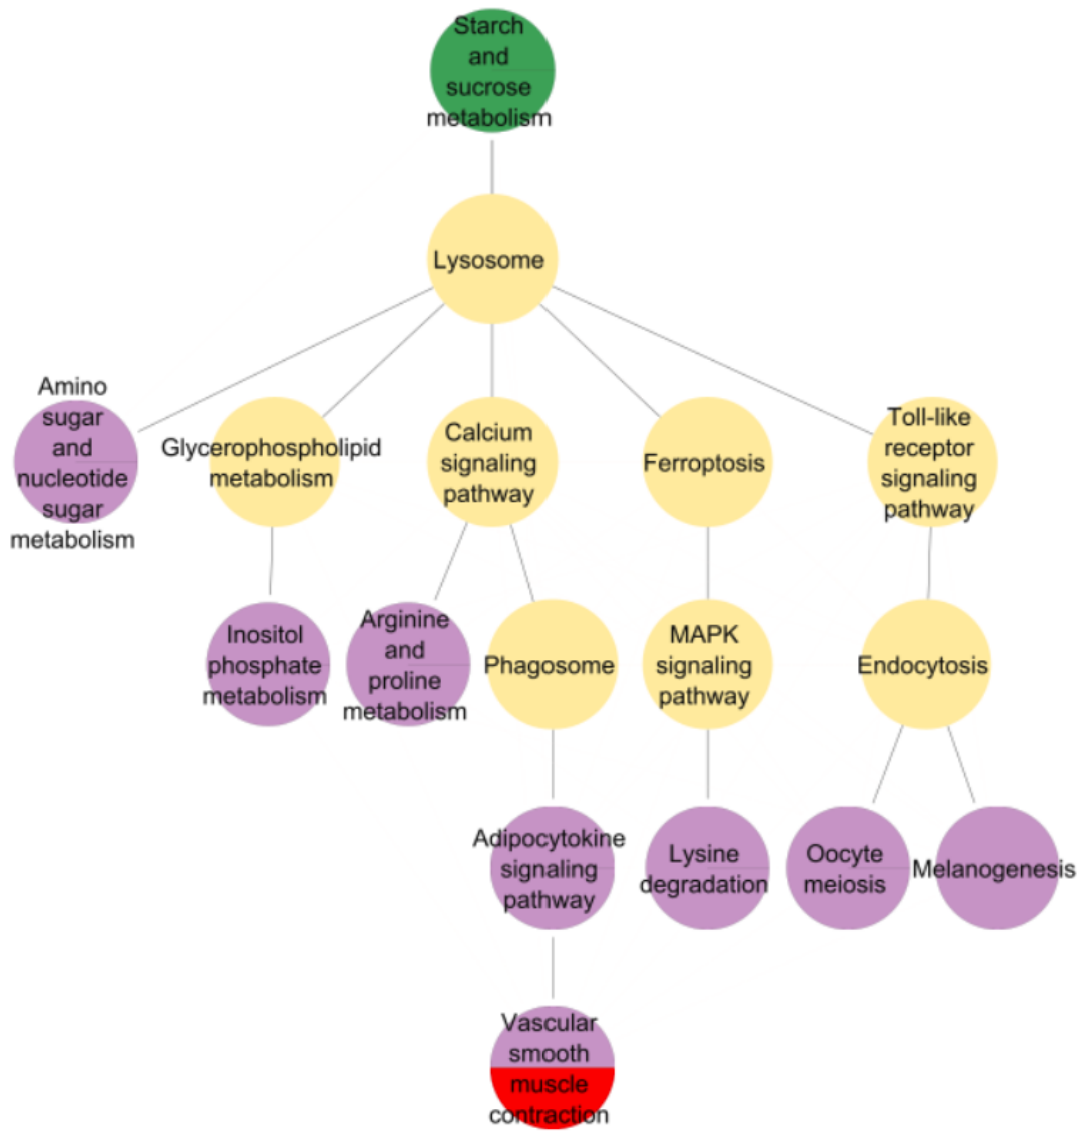 Starch
and
sucrose
metabolism
Lysosome
Amino
sugar
and
nucleotide
sugar
metabolism
Glycerophospholipid
metabolism
Calcium
signaling
pathway
Ferroptosis
Toll-like
receptor
signaling
pathway
Inositol
phosphate
metabolism
Arginine
and
proline
metabolism
Phagosome
MAPK
signaling
pathway
Endocytosis
Adipocytokine
signaling
pathway
Lysine
degradation
Oocyte
meiosis
Melanogenesis
Vascular
smooth
muscle
contraction